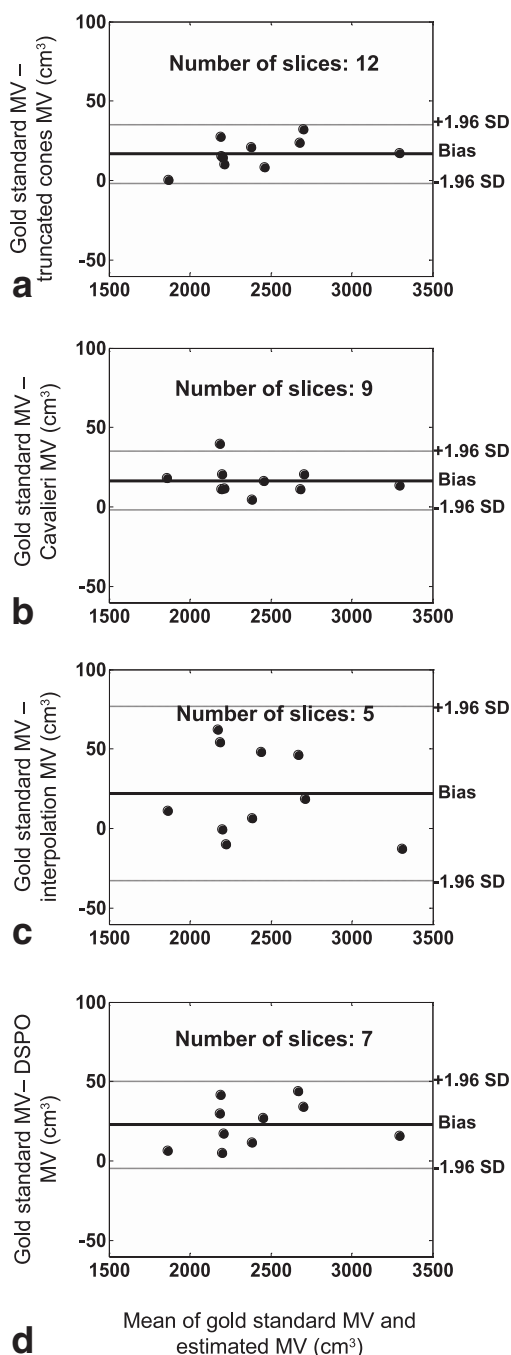 Gold standard MV –
truncated cones MV (cm³)
100
50
0
-50
Number of slices: 12
+1.96 SD
Bias
-1.96 SD
a
1500 2000 2500 3000 3500
Gold standard MV –
Cavalieri MV (cm³)
100
50
0
-50
Number of slices: 9
+1.96 SD
Bias
-1.96 SD
b
1500 2000 2500 3000 3500
Gold standard MV –
interpolation MV (cm³)
100
50
0
-50
Number of slices: 5
+1.96 SD
Bias
-1.96 SD
c
1500 2000 2500 3000 3500
Gold standard MV– DSPO
MV (cm³)
100
50
0
-50
Number of slices: 7
+1.96 SD
Bias
-1.96 SD
1500 2000 2500 3000 3500
d
Mean of gold standard MV and
estimated MV (cm³)